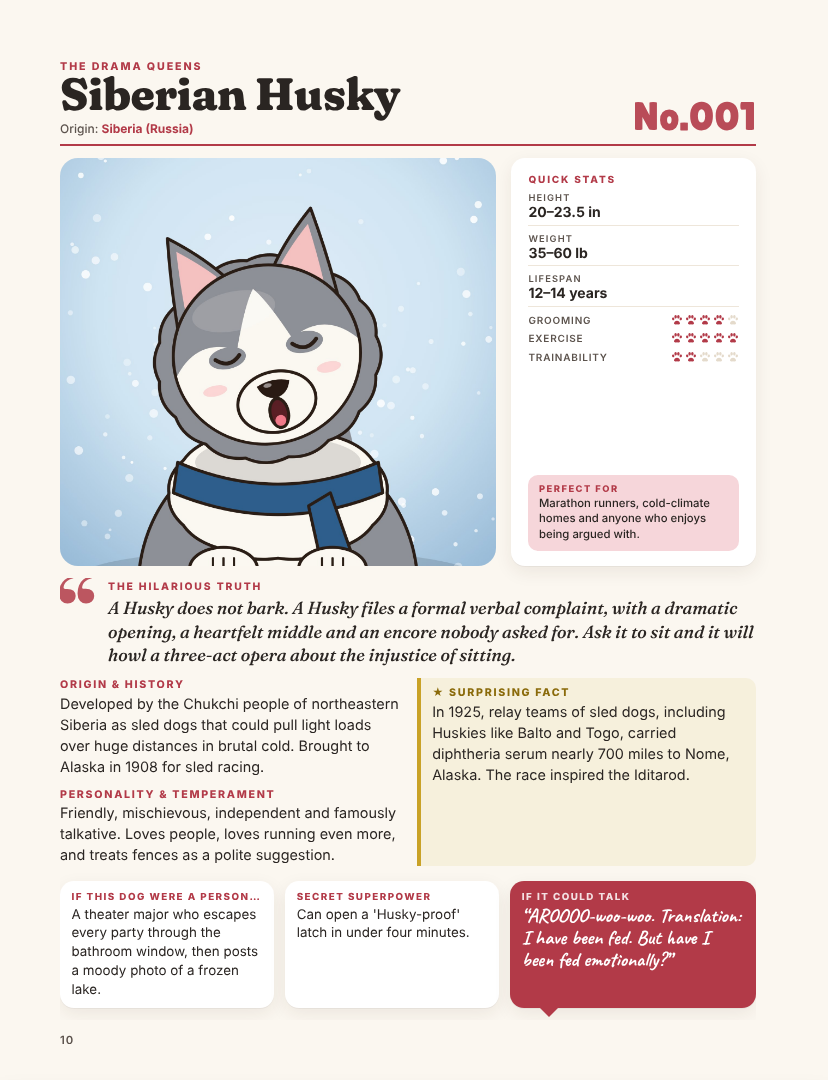 THE DRAMA QUEENS
Siberian Husky
Origin: Siberia (Russia)
No.001
QUICK STATS
HEIGHT
20–23.5 in
WEIGHT
35–60 lb
LIFESPAN
12–14 years
GROOMING
EXERCISE
TRAINABILITY
PERFECT FOR
Marathon runners, cold-climate
homes and anyone who enjoys
being argued with.
THE HILARIOUS TRUTH
A Husky does not bark. A Husky files a formal verbal complaint, with a dramatic
opening, a heartfelt middle and an encore nobody asked for. Ask it to sit and it will
howl a three-act opera about the injustice of sitting.
ORIGIN & HISTORY
Developed by the Chukchi people of northeastern
Siberia as sled dogs that could pull light loads
over huge distances in brutal cold. Brought to
Alaska in 1908 for sled racing.
PERSONALITY & TEMPERAMENT
Friendly, mischievous, independent and famously
talkative. Loves people, loves running even more,
and treats fences as a polite suggestion.
★ SURPRISING FACT
In 1925, relay teams of sled dogs, including
Huskies like Balto and Togo, carried
diphtheria serum nearly 700 miles to Nome,
Alaska. The race inspired the Iditarod.
IF THIS DOG WERE A PERSON…
A theater major who escapes
every party through the
bathroom window, then posts
a moody photo of a frozen
lake.
SECRET SUPERPOWER
Can open a 'Husky-proof'
latch in under four minutes.
IF IT COULD TALK
“AROOOO-woo-woo. Translation:
I have been fed. But have I
been fed emotionally?”
10